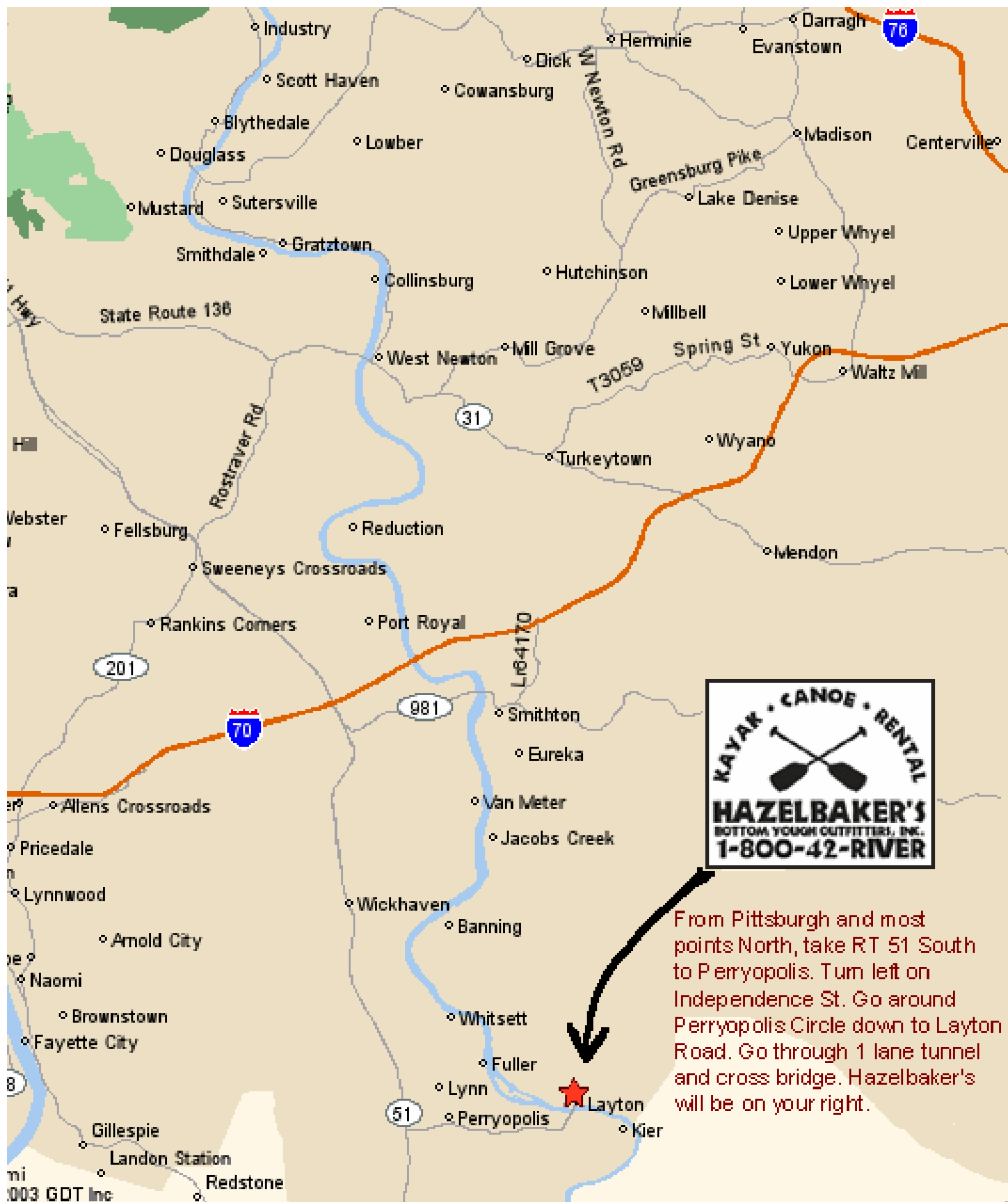 Industry
Darragh
76
Herminie
Evanstown
Dick
Scott Haven
Cowansburg
W Newton Rd
Blythedale
Lowber
Madison
Centerville
Douglass
Greensburg Pike
Mustard
Sutersville
Lake Denise
Upper Whyel
Gratztown
Smithdale
Collinsburg
Hutchinson
Lower Whyel
Hwy
State Route 136
Millbell
West Newton
Mill Grove
Spring St
Yukon
T3059
Waltz Mill
31
Rostraver Rd
Hill
Wyano
Turkeytown
Webster
Fellsburg
Reduction
Mendon
Sweeneys Crossroads
Rankins Corners
Port Royal
Lr64170
201
981
Smithton
70
KAYAK • CANOE • RENTAL
HAZELBAKER'S
BOTTOM YOUGH OUTFITTERS, INC.
1-800-42-RIVER
Eureka
Allens Crossroads
Van Meter
Jacobs Creek
Pricedale
Lynnwood
Wickhaven
Banning
Arnold City
Naomi
From Pittsburgh and most
points North, take RT 51 South
to Perryopolis. Turn left on
Independence St. Go around
Perryopolis Circle down to Layton
Road. Go through 1 lane tunnel
and cross bridge. Hazelbaker's
will be on your right.
Brownstown
Whitsett
Fayette City
Fuller
Lynn
Layton
51
Perryopolis
Kier
Gillespie
Landon Station
Redstone
2003 GDT Inc